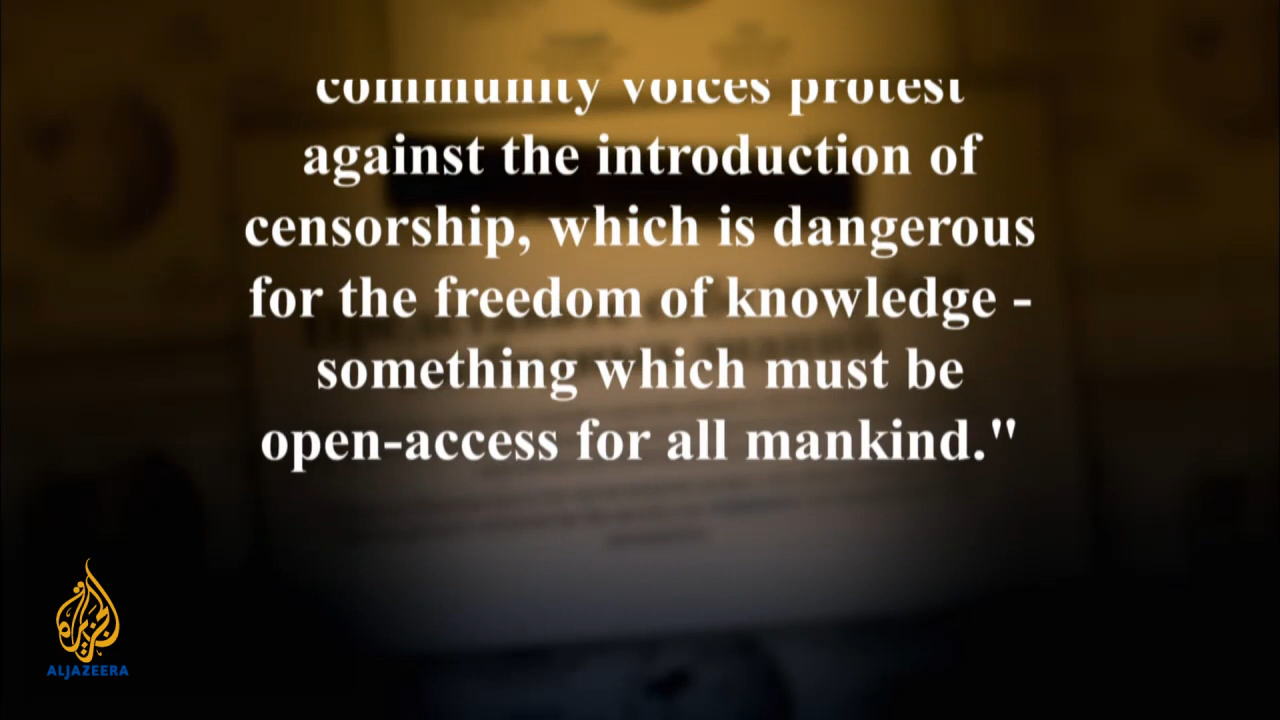 community voices protest
against the introduction of
censorship, which is dangerous
for the freedom of knowledge -
something which must be
open-access for all mankind."
الجزيرة
ALJAZEERA